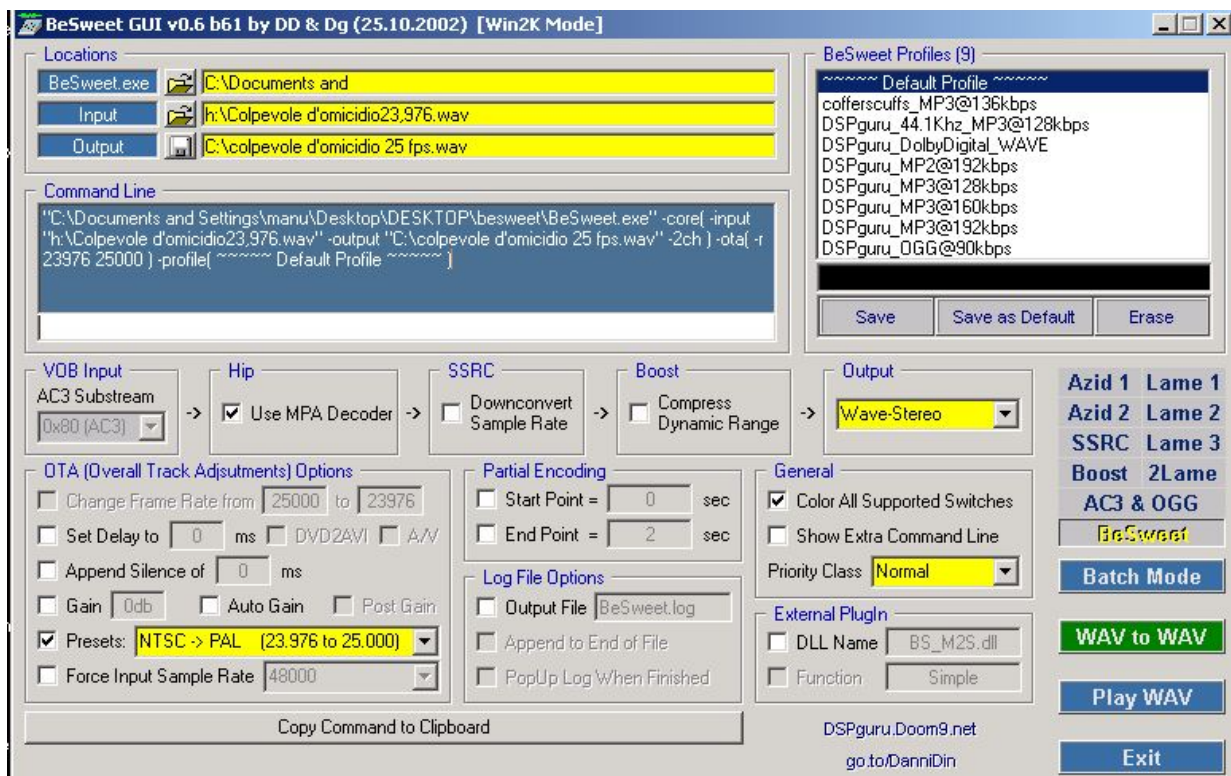 BeSweet GUI v0.6 b61 by DD & Dg (25.10.2002) [Win2K Mode]
Locations
BeSweet.exe C:\Documents and
Input h:\Colpevole d'omicidio23,976.wav
Output C:\colpevole d'omicidio 25 fps.wav
Command Line
"C:\Documents and Settings\manu\Desktop\DESKTOP\besweet\BeSweet.exe" -core( -input
"h:\Colpevole d'omicidio23,976.wav" -output "C:\colpevole d'omicidio 25 fps.wav" -2ch ) -ota( -r
23976 25000 ) -profile( ~~~~~ Default Profile ~~~~~ )
BeSweet Profiles (9)
~~~~~ Default Profile ~~~~~
cofferscuffs_MP3@136kbps
DSPguru_44.1Khz_MP3@128kbps
DSPguru_DolbyDigital_WAVE
DSPguru_MP2@192kbps
DSPguru_MP3@128kbps
DSPguru_MP3@160kbps
DSPguru_MP3@192kbps
DSPguru_OGG@90kbps
Save Save as Default Erase
VOB Input
AC3 Substream
0x80 (AC3)
->
Hip
Use MPA Decoder
->
SSRC
Downconvert
Sample Rate
->
Boost
Compress
Dynamic Range
->
Output
Wave-Stereo
OTA (Overall Track Adjsutments) Options
Change Frame Rate from 25000 to 23976
Set Delay to 0 ms DVD2AVI A/V
Append Silence of 0 ms
Gain 0db Auto Gain Post Gain
Presets: NTSC -> PAL (23.976 to 25.000)
Force Input Sample Rate 48000
Partial Encoding
Start Point = 0 sec
End Point = 2 sec
Log File Options
Output File BeSweet.log
Append to End of File
PopUp Log When Finished
General
Color All Supported Switches
Show Extra Command Line
Priority Class Normal
External PlugIn
DLL Name BS_M2S.dll
Function Simple
Azid 1 Lame 1
Azid 2 Lame 2
SSRC Lame 3
Boost 2Lame
AC3 & OGG
BeSweet
Batch Mode
WAV to WAV
Play WAV
Exit
Copy Command to Clipboard
DSPguru.Doom9.net
go.to/DanniDin